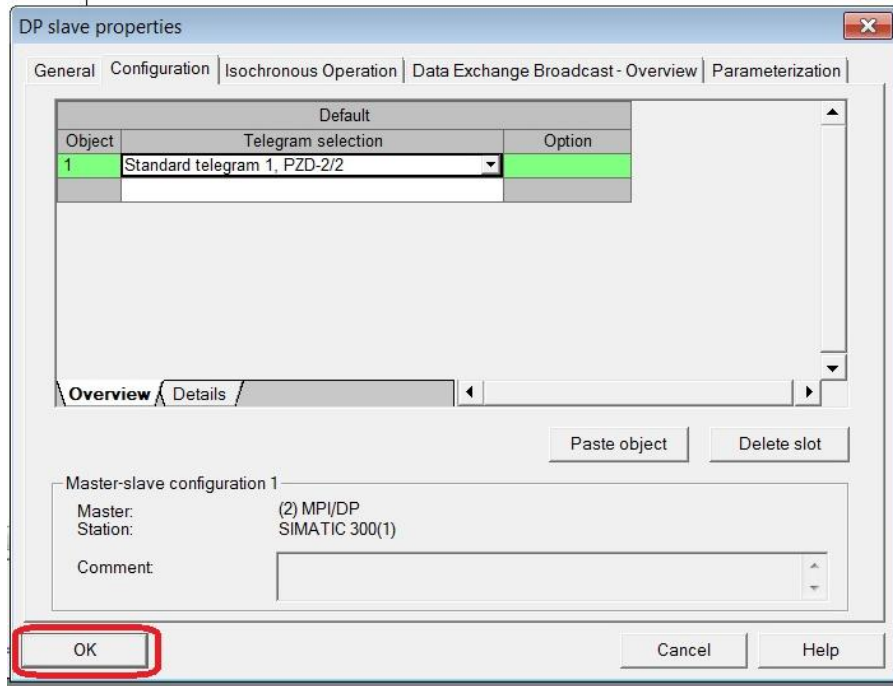 DP slave properties
General Configuration Isochronous Operation Data Exchange Broadcast - Overview Parameterization
Default
Object Telegram selection Option
1 Standard telegram 1, PZD-2/2
Overview Details
Paste object Delete slot
Master-slave configuration 1
Master: (2) MPI/DP
Station: SIMATIC 300(1)
Comment:
OK Cancel Help